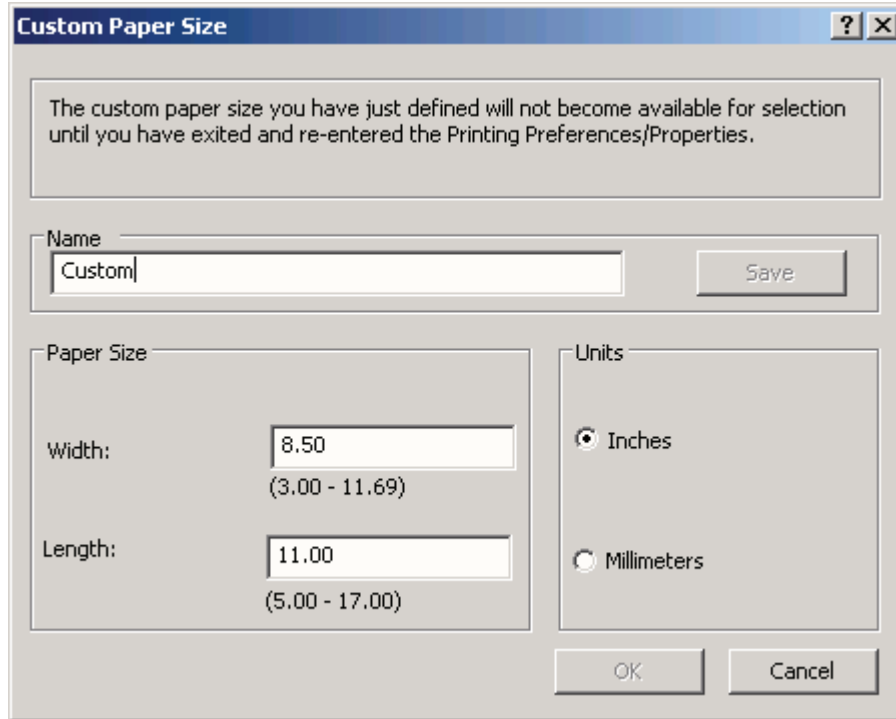 Custom Paper Size
The custom paper size you have just defined will not become available for selection
until you have exited and re-entered the Printing Preferences/Properties.
Name
Custom
Save
Paper Size
Width:
8.50
(3.00 - 11.69)
Length:
11.00
(5.00 - 17.00)
Units
Inches
Millimeters
OK
Cancel